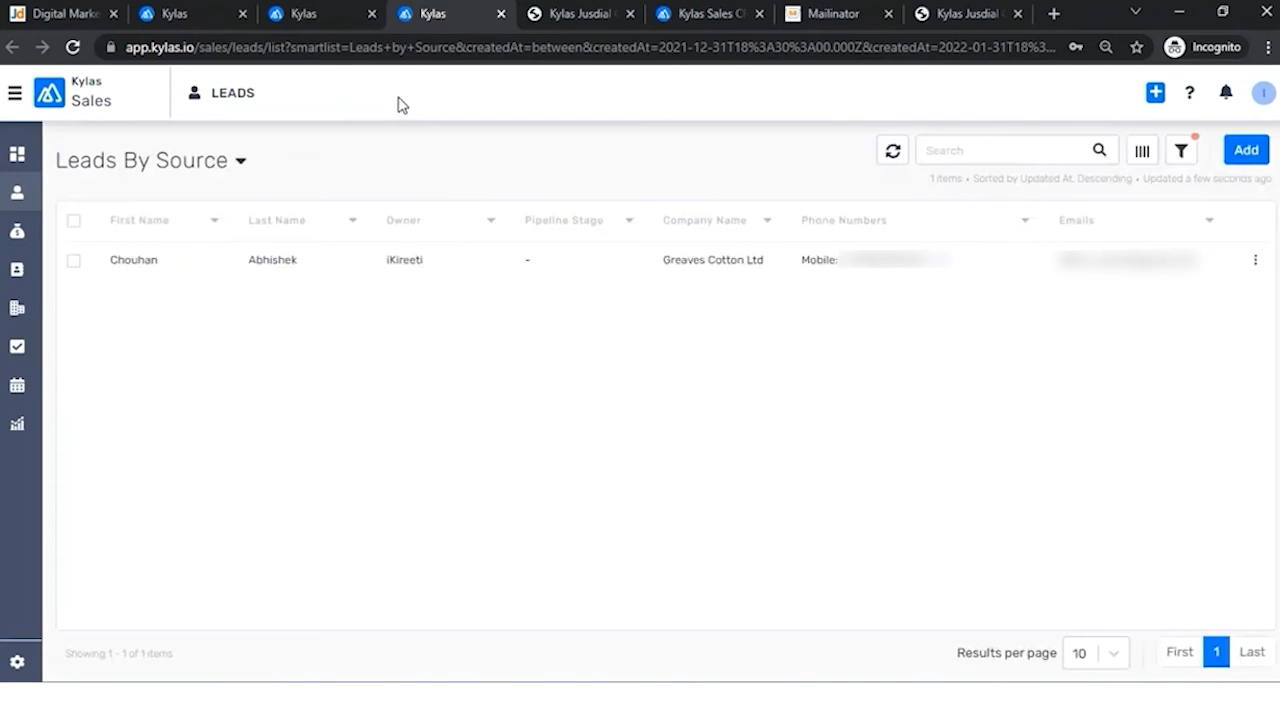 Digital Marke
Kylas
Kylas
Kylas
Kylas Jusdial
Kylas Sales C
Mailinator
Kylas Jusdial
app.kylas.io/sales/leads/list?smartlist=Leads+by+Source&createdAt=between&createdAt=2021-12-31T18%3A30%3A00.000Z&createdAt=2022-01-31T18%3...
Incognito
Kylas
Sales
LEADS
Leads By Source
Search
Add
1 items • Sorted by Updated At, Descending • Updated a few seconds ago
First Name Last Name Owner Pipeline Stage Company Name Phone Numbers Emails
Chouhan Abhishek iKireeti - Greaves Cotton Ltd Mobile:
Showing 1 - 1 of 1 items
Results per page 10 First 1 Last